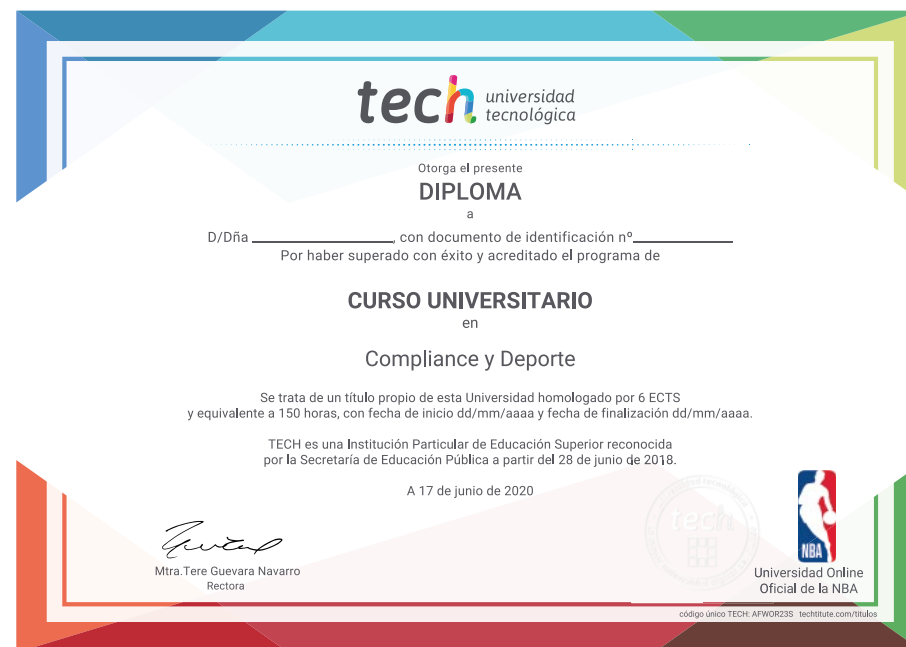 tech universidad
tecnológica
Otorga el presente
DIPLOMA
a
D/Dña ____________________, con documento de identificación nº______________
Por haber superado con éxito y acreditado el programa de
CURSO UNIVERSITARIO
en
Compliance y Deporte
Se trata de un título propio de esta Universidad homologado por 6 ECTS
y equivalente a 150 horas, con fecha de inicio dd/mm/aaaa y fecha de finalización dd/mm/aaaa.
TECH es una Institución Particular de Educación Superior reconocida
por la Secretaría de Educación Pública a partir del 28 de junio de 2018.
A 17 de junio de 2020
tech
Mtra.Tere Guevara Navarro
Rectora
NBA
Universidad Online
Oficial de la NBA
código único TECH: AFWOR23S techtitute.com/titulos